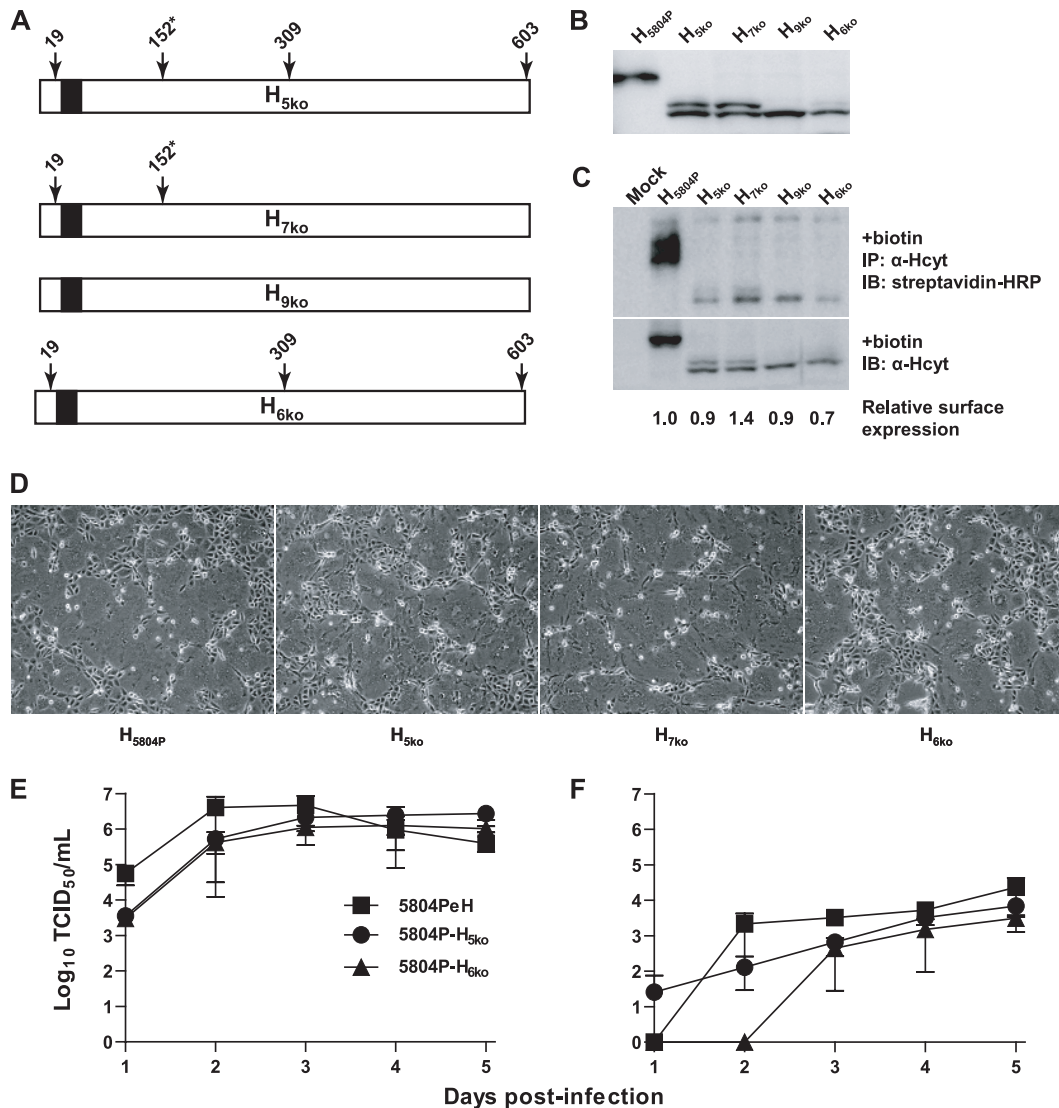 A
19
152*
309
603
H5ko
19
152*
H7ko
H9ko
19
309
603
H6ko
B
H5804P
H5ko
H7ko
H9ko
H6ko
C
Mock
H5804P
H5ko
H7ko
H9ko
H6ko
+biotin
IP: α-Hcyt
IB: streptavidin-HRP
+biotin
IB: α-Hcyt
1.0 0.9 1.4 0.9 0.7
Relative surface
expression
D
H5804P
H5ko
H7ko
H6ko
E
Log10 TCID50/mL
7
6
5
4
3
2
1
0
5804PeH
5804P-H5ko
5804P-H6ko
1 2 3 4 5
F
7
6
5
4
3
2
1
0
1 2 3 4 5
Days post-infection